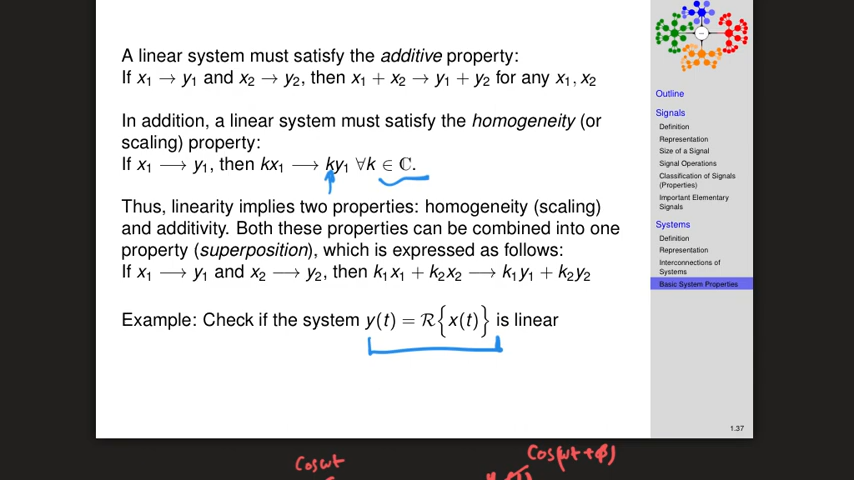 A linear system must satisfy the additive property:
If x₁ → y₁ and x₂ → y₂, then x₁ + x₂ → y₁ + y₂ for any x₁, x₂
In addition, a linear system must satisfy the homogeneity (or
scaling) property:
If x₁ ⟶ y₁, then kx₁ ⟶ ky₁ ∀k ∈ ℂ.
Thus, linearity implies two properties: homogeneity (scaling)
and additivity. Both these properties can be combined into one
property (superposition), which is expressed as follows:
If x₁ ⟶ y₁ and x₂ ⟶ y₂, then k₁x₁ + k₂x₂ ⟶ k₁y₁ + k₂y₂
Example: Check if the system y(t) = ℛ{x(t)} is linear
Outline
Signals
Definition
Representation
Size of a Signal
Signal Operations
Classification of Signals
(Properties)
Important Elementary
Signals
Systems
Definition
Representation
Interconnections of
Systems
Basic System Properties
1.37
Cos(ωt + φ)
Cosωt